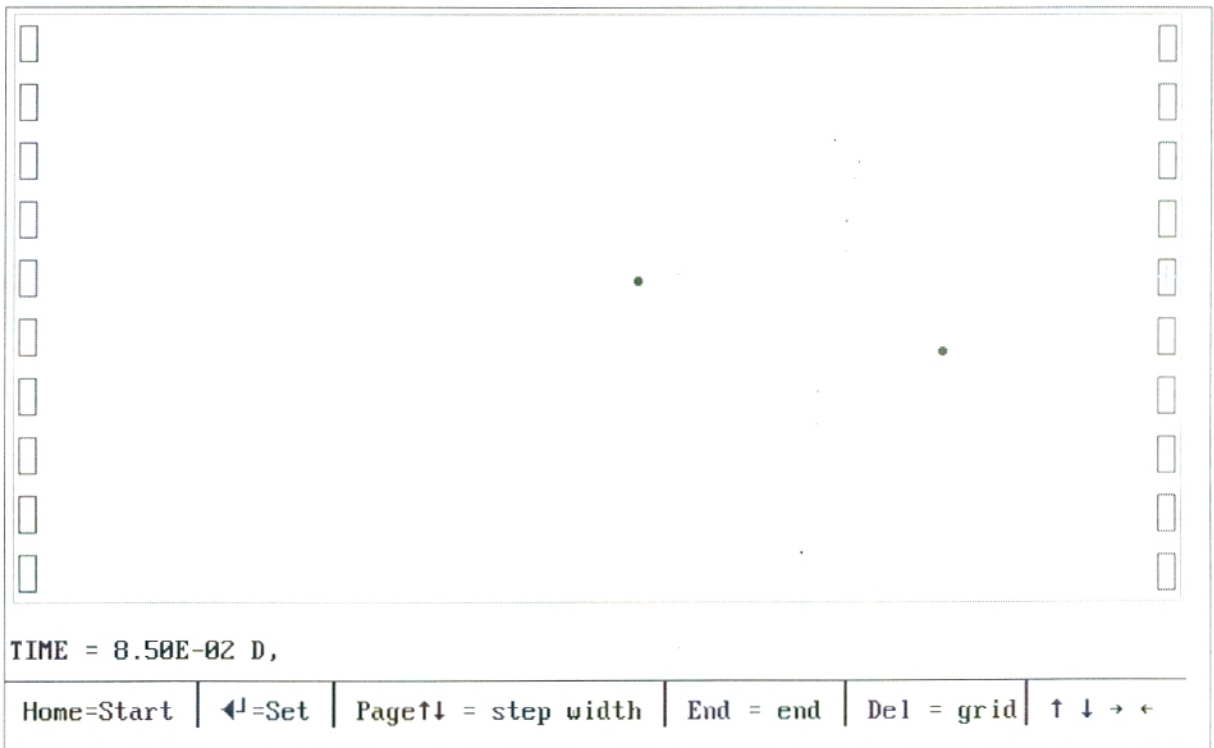 TIME = 8.50E-02 D,
Home=Start | ◄┘=Set | Page↑↓ = step width | End = end | Del = grid | ↑ ↓ → ←